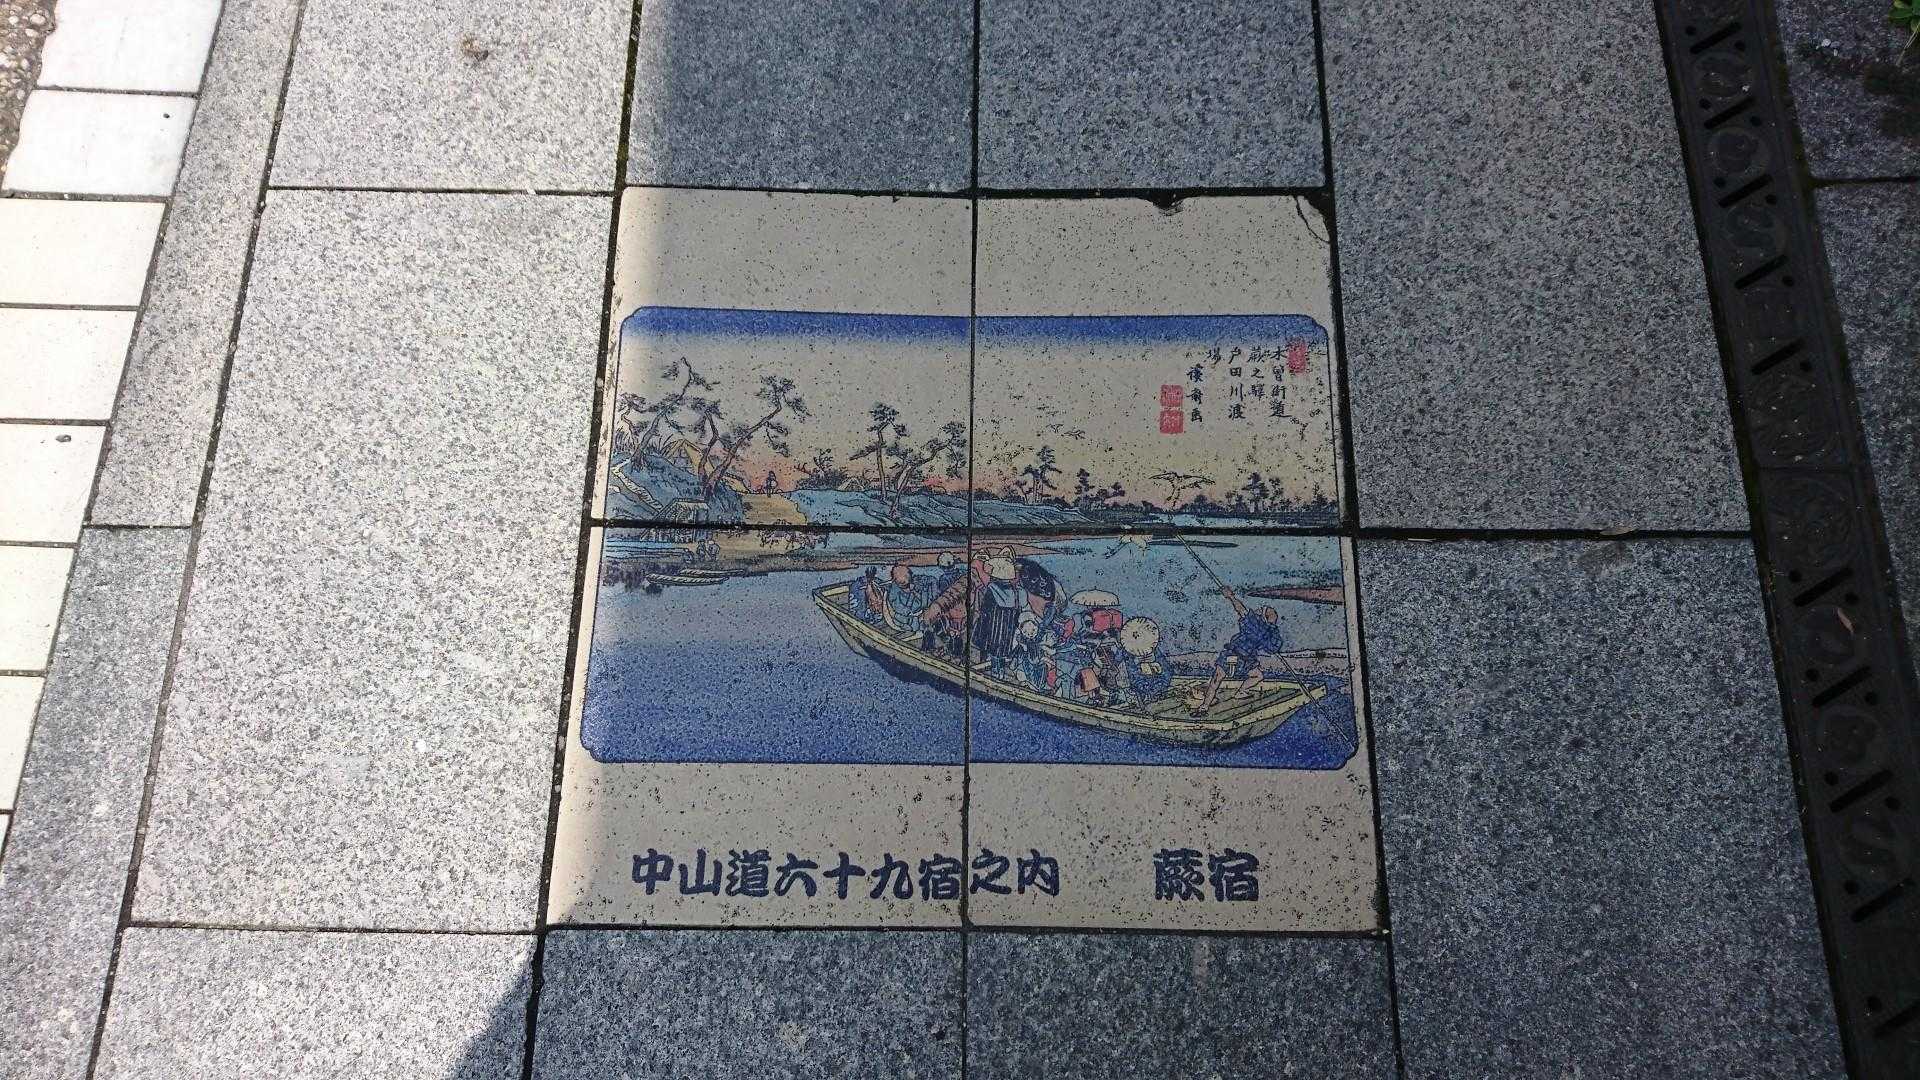 木曽街道
蕨之驛
戸田川渡
場
渓斎画
中山道六十九宿之内 蕨宿